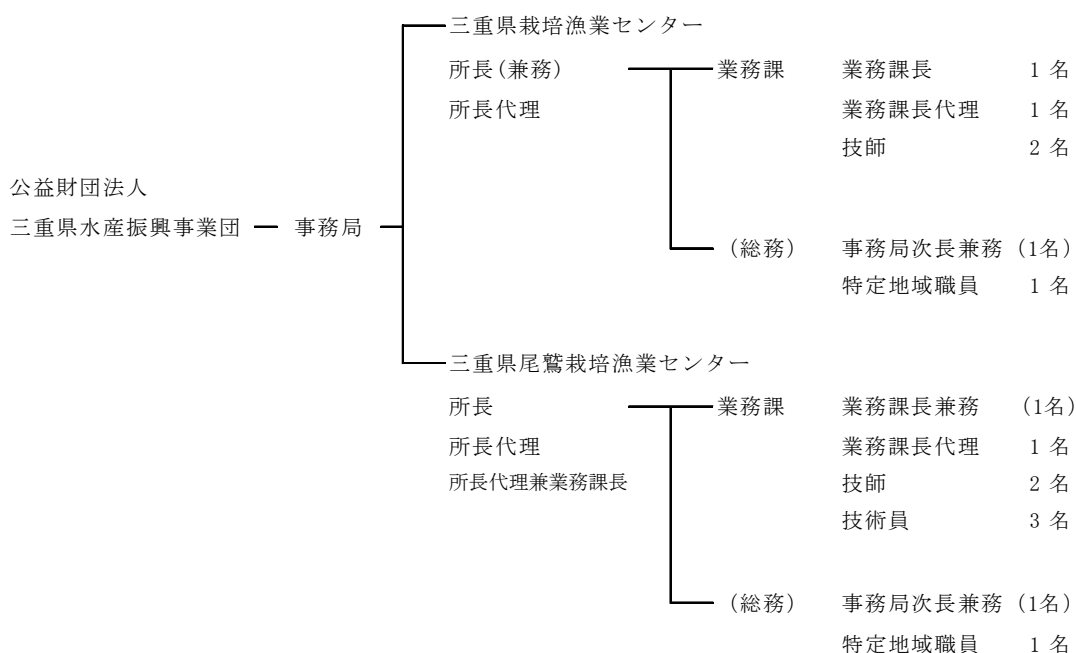 三重県栽培漁業センター
所長(兼務) 業務課 業務課長 1 名
所長代理 業務課長代理 1 名
技師 2 名
公益財団法人
三重県水産振興事業団 事務局
(総務) 事務局次長兼務 (1名)
特定地域職員 1 名
三重県尾鷲栽培漁業センター
所長 業務課 業務課長兼務 (1名)
所長代理 業務課長代理 1 名
所長代理兼業務課長 技師 2 名
技術員 3 名
(総務) 事務局次長兼務 (1名)
特定地域職員 1 名